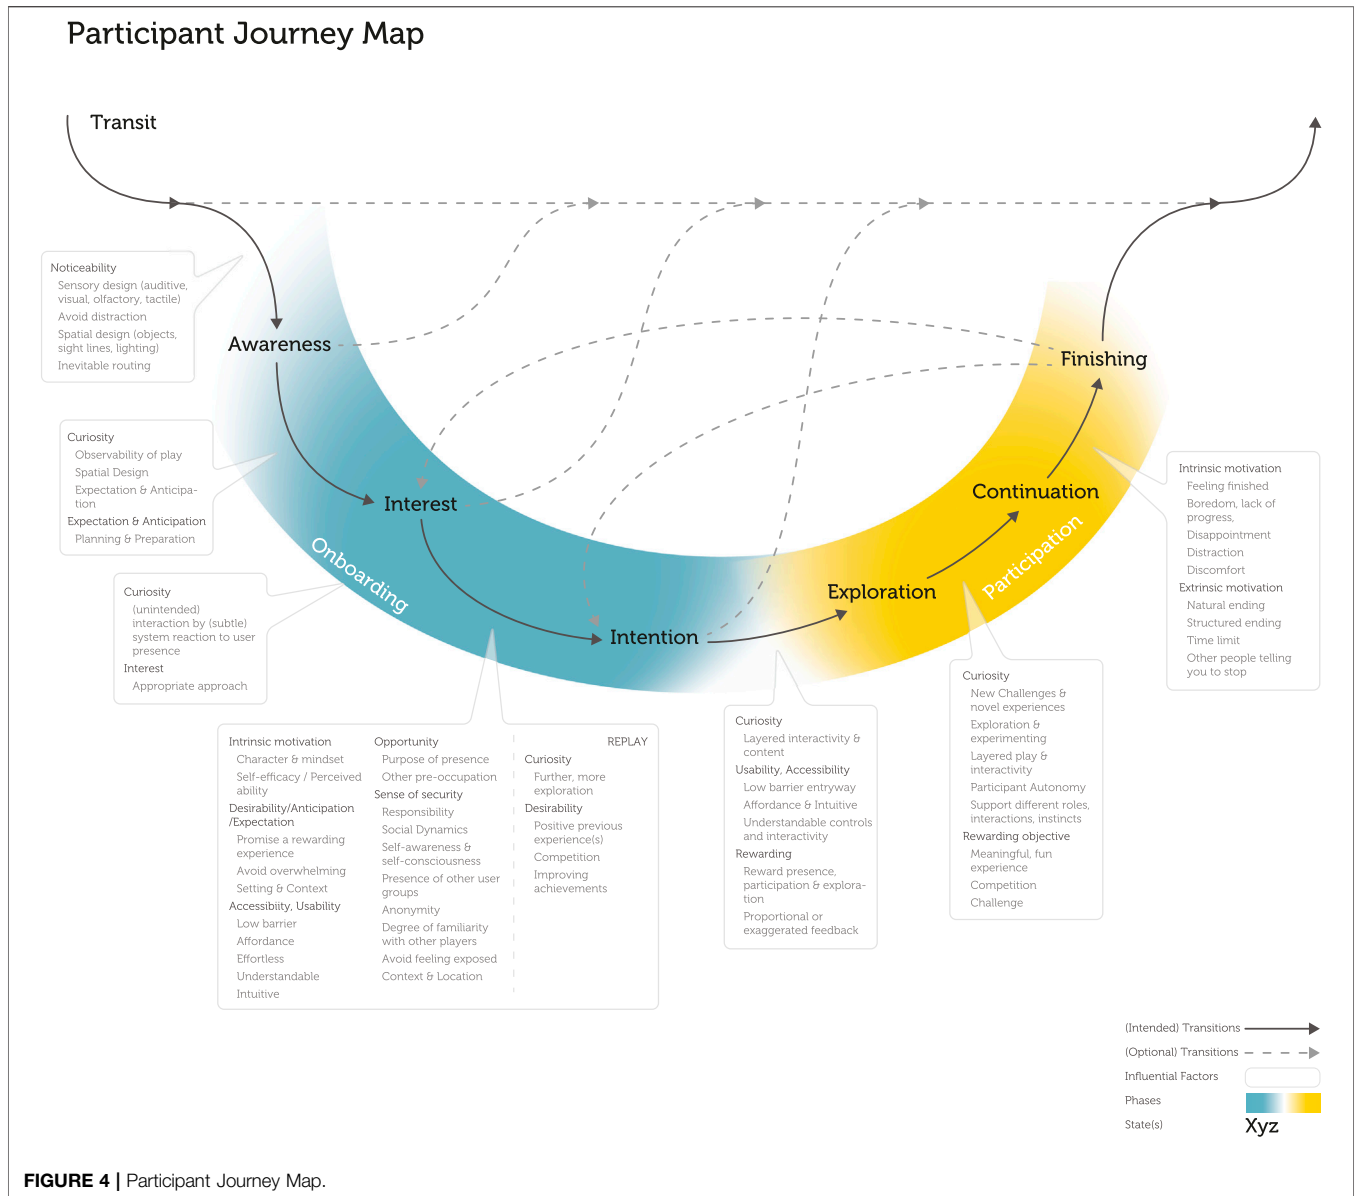 Participant Journey Map
Transit
Noticeability
Sensory design (auditive,
visual, olfactory, tactile)
Avoid distraction
Spatial design (objects,
sight lines, lighting)
Inevitable routing
Awareness
Finishing
Curiosity
Observability of play
Spatial Design
Expectation & Anticipa-
tion
Expectation & Anticipation
Planning & Preparation
Interest
Onboarding
Continuation
Participation
Intrinsic motivation
Feeling finished
Boredom, lack of
progress,
Disappointment
Distraction
Discomfort
Extrinsic motivation
Natural ending
Structured ending
Time limit
Other people telling
you to stop
Curiosity
(unintended)
interaction by (subtle)
system reaction to user
presence
Interest
Appropriate approach
Exploration
Intention
Intrinsic motivation
Character & mindset
Self-efficacy / Perceived
ability
Desirability/Anticipation
/Expectation
Promise a rewarding
experience
Avoid overwhelming
Setting & Context
Accessibiity, Usability
Low barrier
Affordance
Effortless
Understandable
Intuitive
Opportunity
Purpose of presence
Other pre-occupation
Sense of security
Responsibility
Social Dynamics
Self-awareness &
self-consciousness
Presence of other user
groups
Anonymity
Degree of familiarity
with other players
Avoid feeling exposed
Context & Location
REPLAY
Curiosity
Further, more
exploration
Desirability
Positive previous
experience(s)
Competition
Improving
achievements
Curiosity
Layered interactivity &
content
Usability, Accessibility
Low barrier entryway
Affordance & Intuitive
Understandable controls
and interactivity
Rewarding
Reward presence,
participation & explora-
tion
Proportional or
exaggerated feedback
Curiosity
New Challenges &
novel experiences
Exploration &
experimenting
Layered play &
interactivity
Participant Autonomy
Support different roles,
interactions, instincts
Rewarding objective
Meaningful, fun
experience
Competition
Challenge
(Intended) Transitions
(Optional) Transitions
Influential Factors
Phases
State(s)
Xyz
FIGURE 4 | Participant Journey Map.